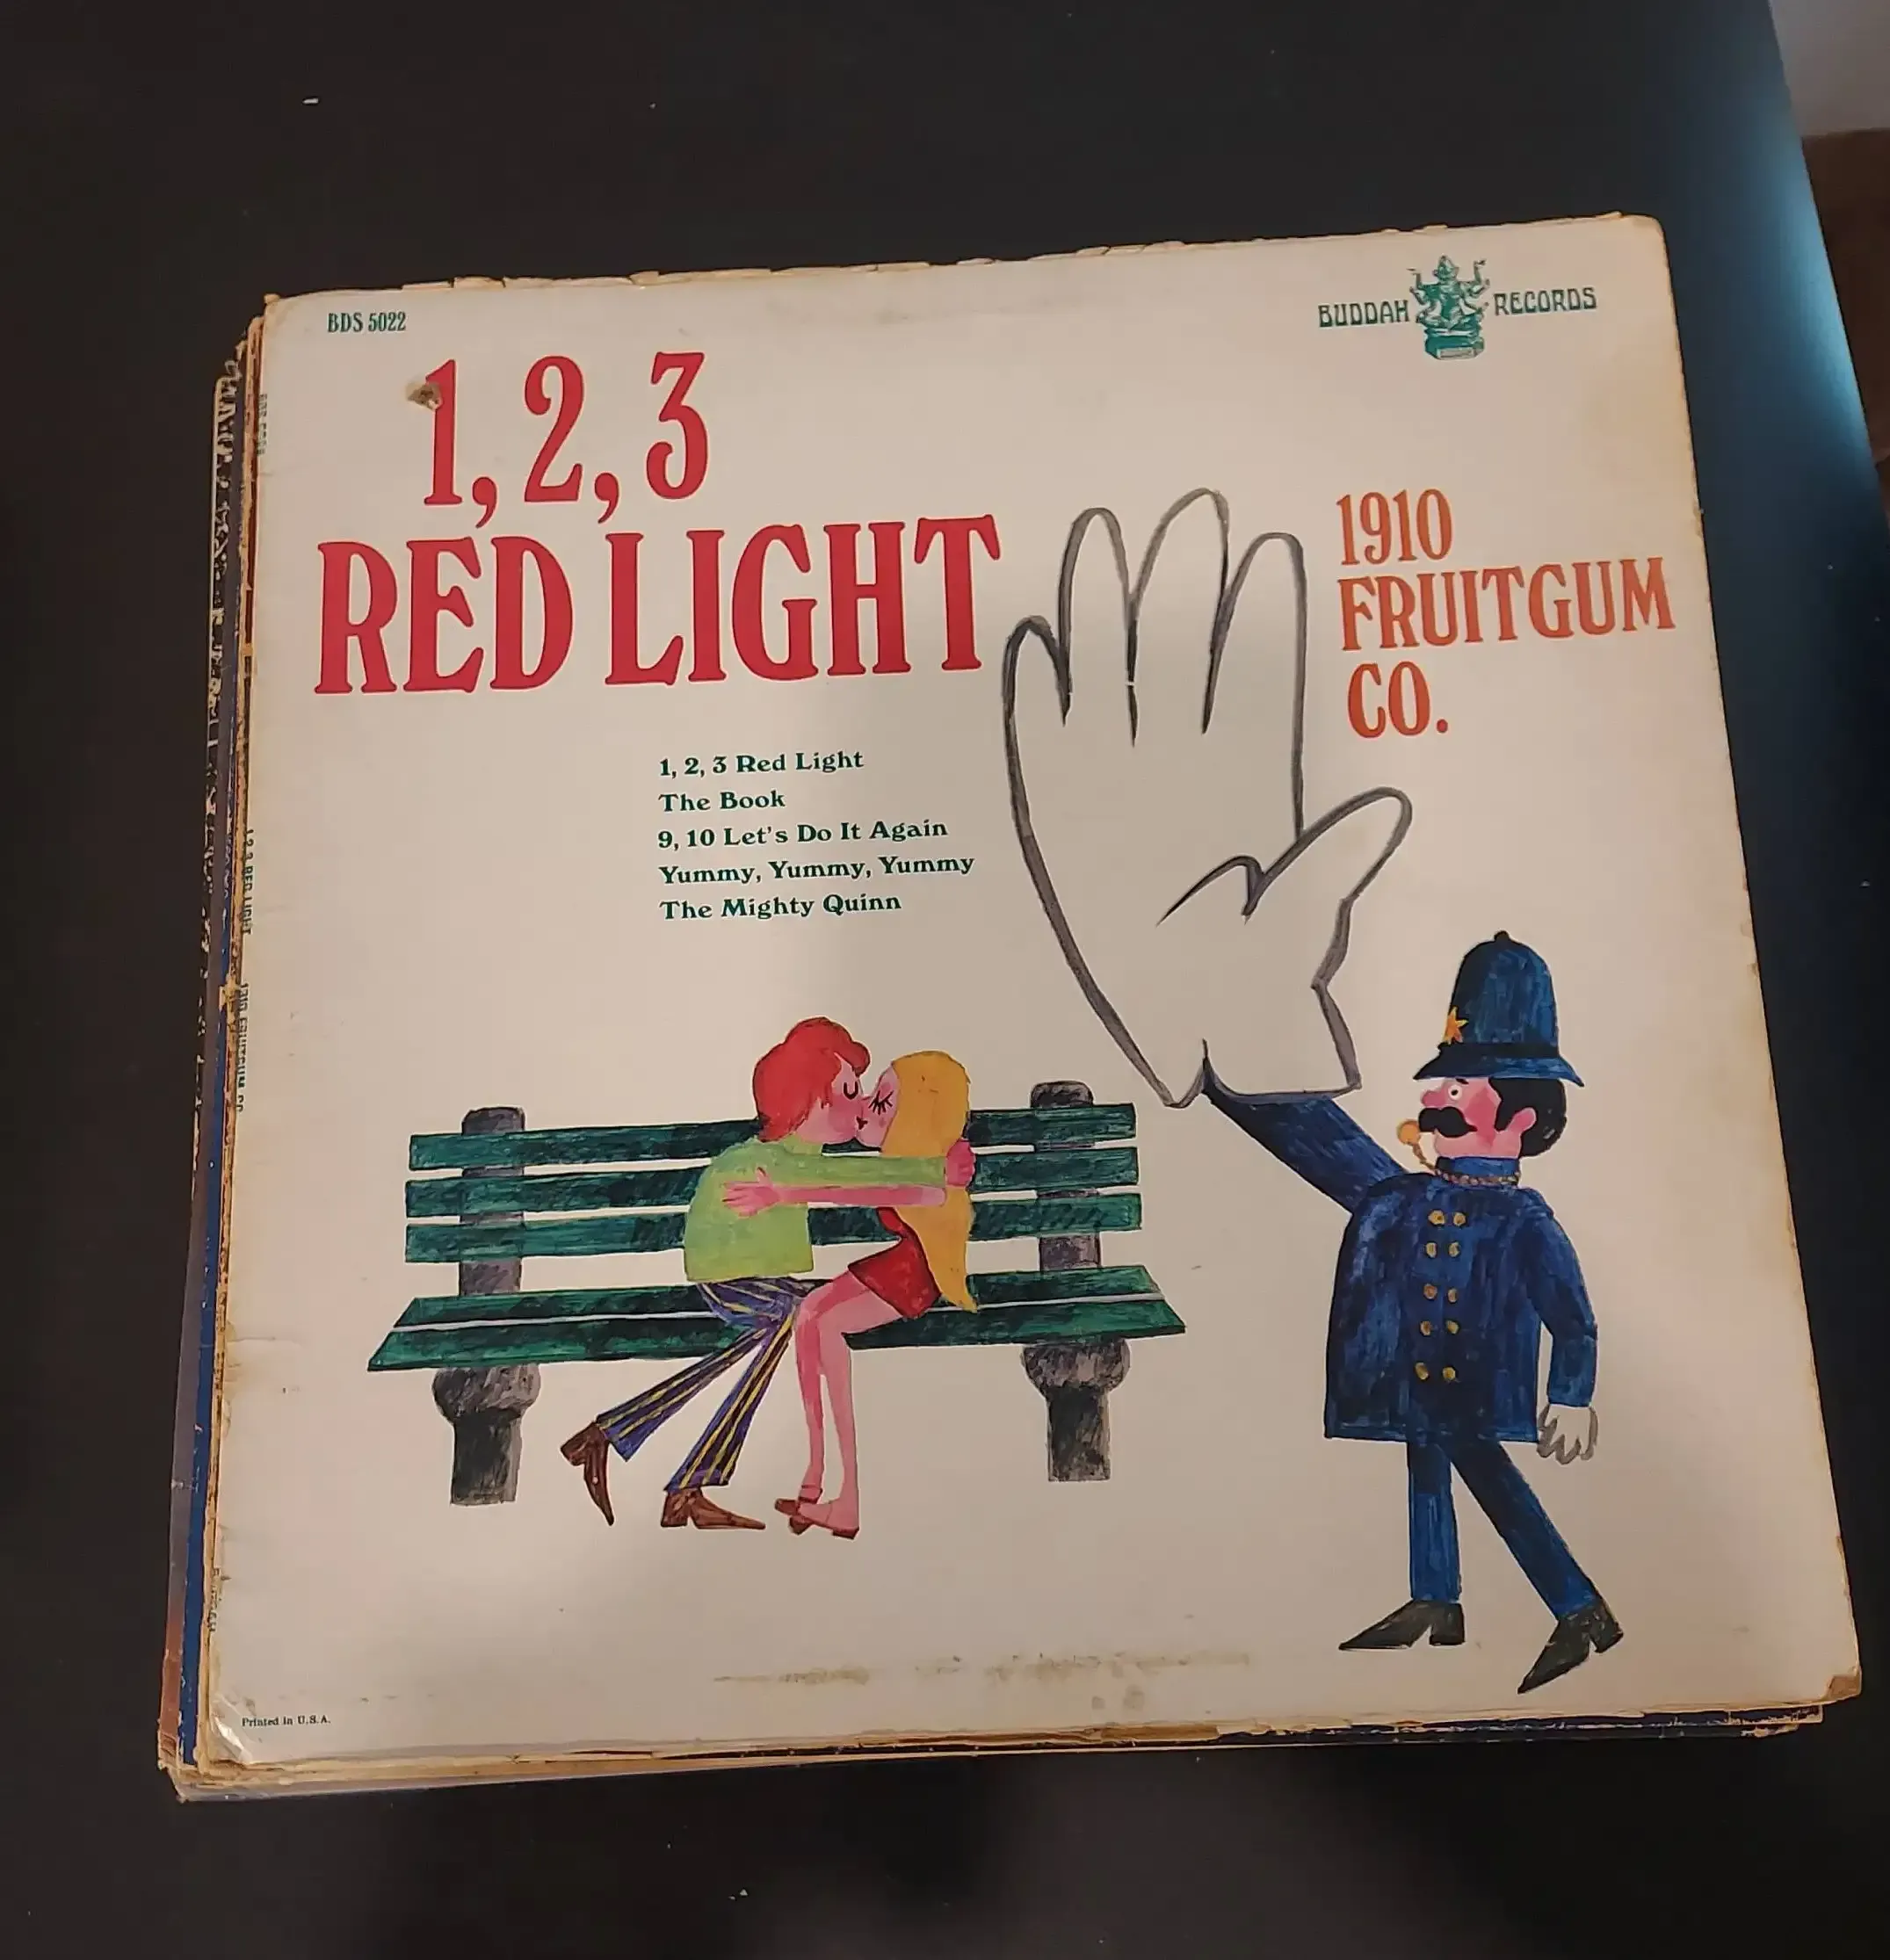 BDS 5022
BUDDAH RECORDS
1, 2, 3
RED LIGHT
1910
FRUITGUM
CO.
1, 2, 3 Red Light
The Book
9, 10 Let's Do It Again
Yummy, Yummy, Yummy
The Mighty Quinn
Printed in U.S.A.